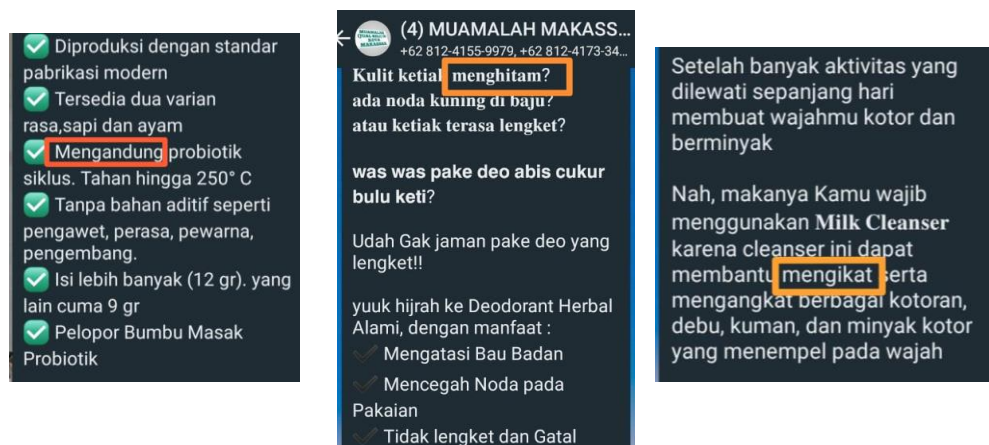 ✅ Diproduksi dengan standar
pabrikasi modern
✅ Tersedia dua varian
rasa,sapi dan ayam
✅ Mengandung probiotik
siklus. Tahan hingga 250° C
✅ Tanpa bahan aditif seperti
pengawet, perasa, pewarna,
pengembang.
✅ Isi lebih banyak (12 gr). yang
lain cuma 9 gr
✅ Pelopor Bumbu Masak
Probiotik
(4) MUAMALAH MAKASS...
+62 812-4155-9979, +62 812-4173-34...
Kulit ketiak menghitam?
ada noda kuning di baju?
atau ketiak terasa lengket?
was was pake deo abis cukur
bulu keti?
Udah Gak jaman pake deo yang
lengket!!
yuuk hijrah ke Deodorant Herbal
Alami, dengan manfaat :
✔ Mengatasi Bau Badan
✔ Mencegah Noda pada
Pakaian
✔ Tidak lengket dan Gatal
Setelah banyak aktivitas yang
dilewati sepanjang hari
membuat wajahmu kotor dan
berminyak
Nah, makanya Kamu wajib
menggunakan Milk Cleanser
karena cleanser ini dapat
membantu mengikat serta
mengangkat berbagai kotoran,
debu, kuman, dan minyak kotor
yang menempel pada wajah